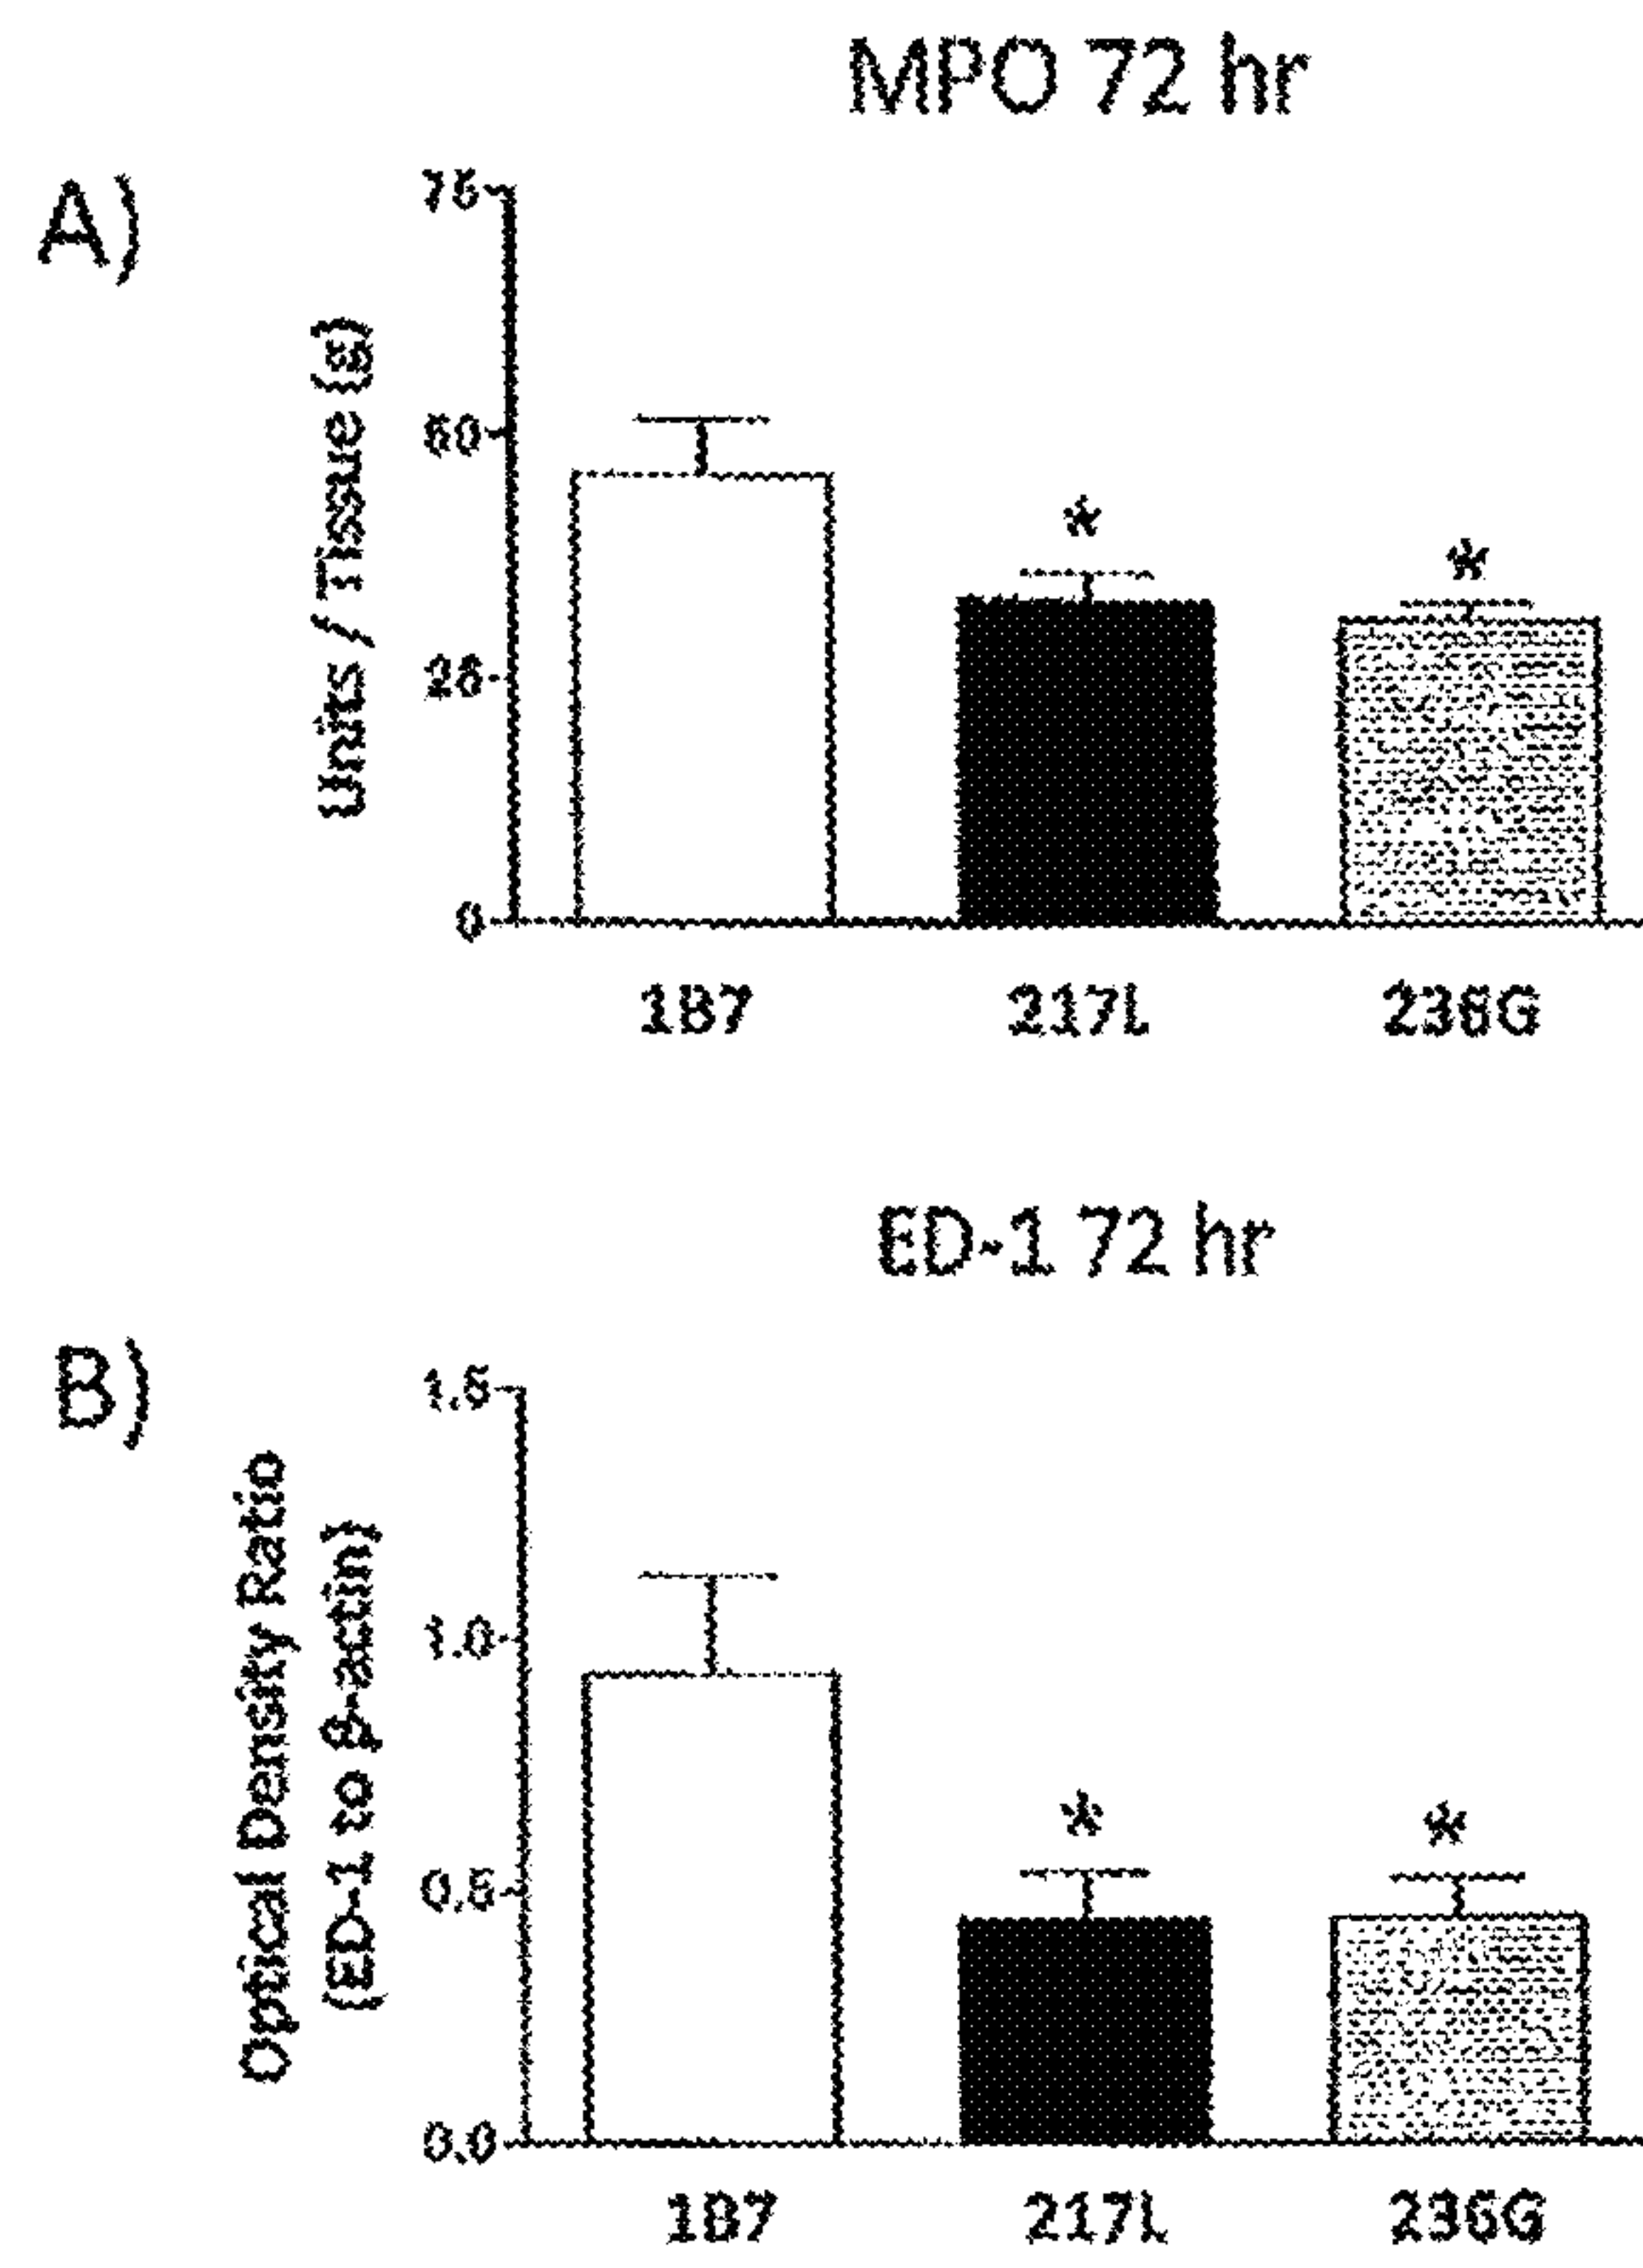 MPO 72 hr
A)
Units / Tissue (s)
75
50
25
0
*
*
1B7
217L
236G
ED-1 72 hr
B)
Optical Density Ratio
(ED-1 to β-actin)
1.5
1.0
0.5
0.0
*
*
1B7
217L
236G